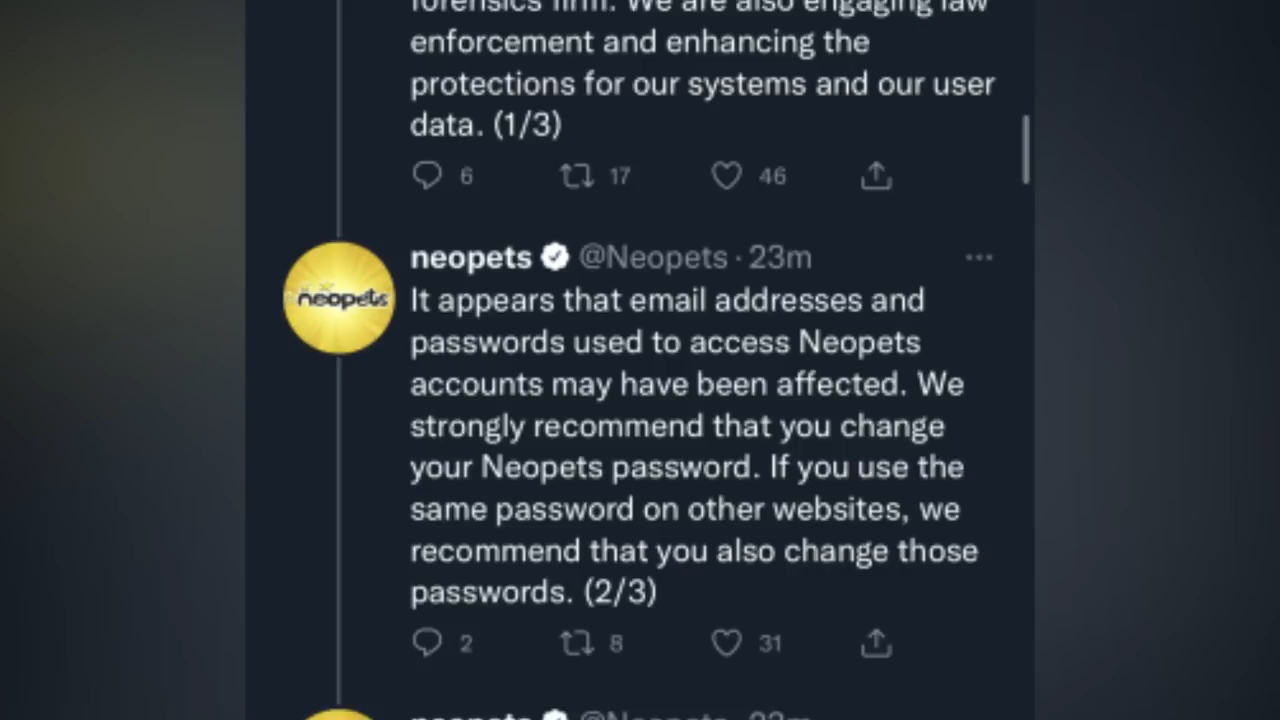 forensics firm. We are also engaging law
enforcement and enhancing the
protections for our systems and our user
data. (1/3)
6 17 46
neopets @Neopets · 23m
neopets
It appears that email addresses and
passwords used to access Neopets
accounts may have been affected. We
strongly recommend that you change
your Neopets password. If you use the
same password on other websites, we
recommend that you also change those
passwords. (2/3)
2 8 31
neopets @Neopets · 23m